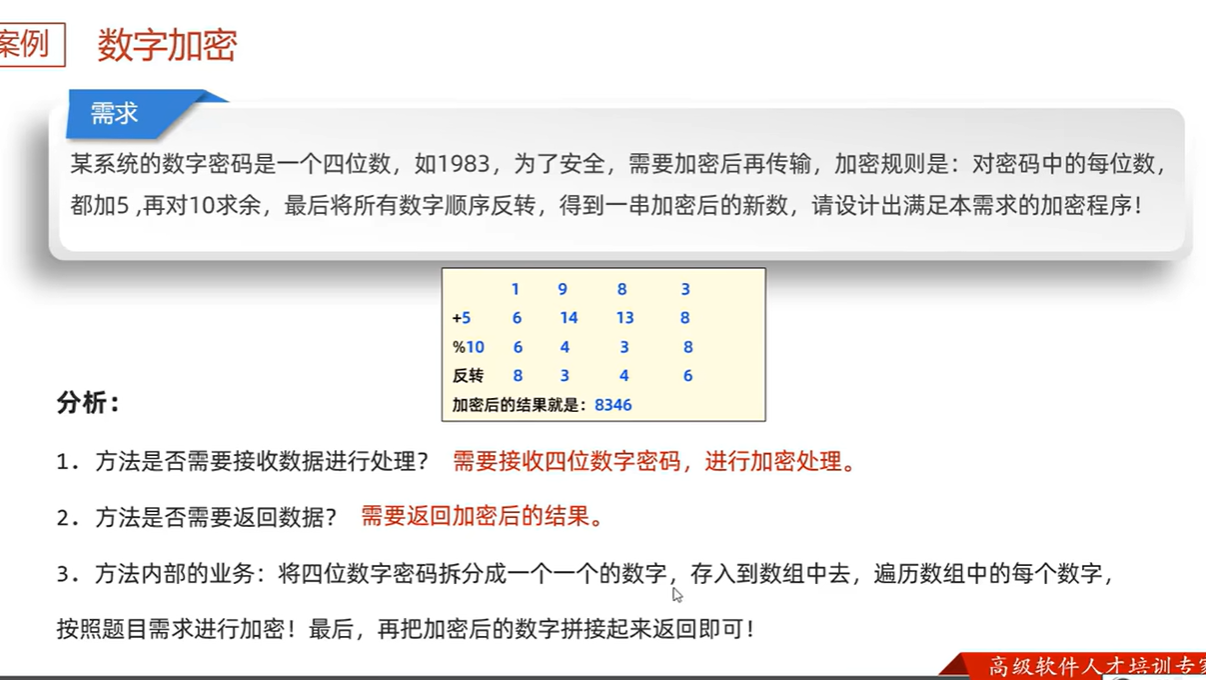 案例 数字加密
需求
某系统的数字密码是一个四位数，如1983，为了安全，需要加密后再传输，加密规则是：对密码中的每位数，
都加5 ,再对10求余，最后将所有数字顺序反转，得到一串加密后的新数，请设计出满足本需求的加密程序！
1 9 8 3
+5 6 14 13 8
%10 6 4 3 8
反转 8 3 4 6
加密后的结果就是：8346
分析：
1．方法是否需要接收数据进行处理？ 需要接收四位数字密码，进行加密处理。
2．方法是否需要返回数据？ 需要返回加密后的结果。
3．方法内部的业务：将四位数字密码拆分成一个一个的数字，存入到数组中去，遍历数组中的每个数字，
按照题目需求进行加密！最后，再把加密后的数字拼接起来返回即可！
高级软件人才培训专家